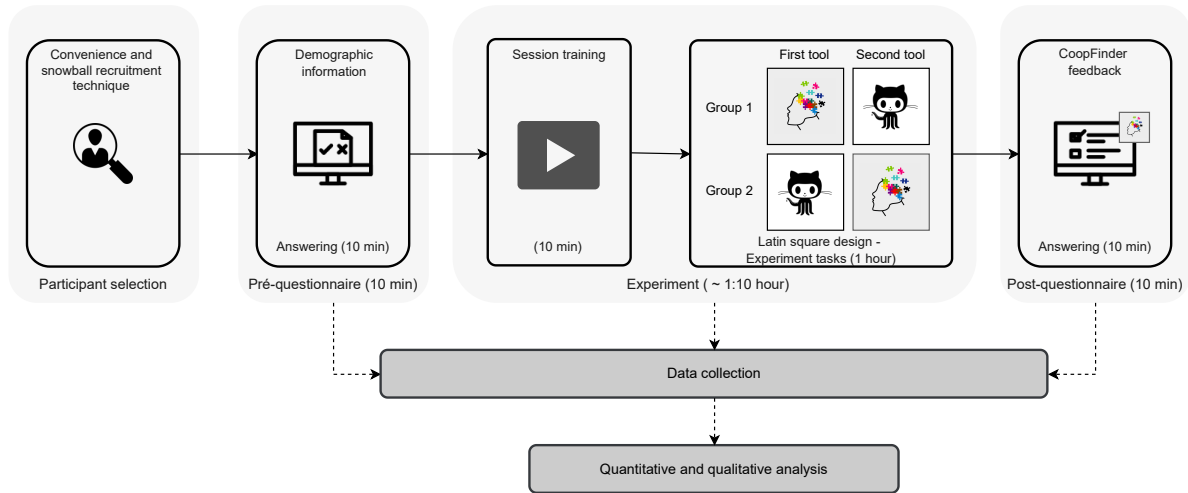 Convenience and
snowball recruitment
technique
Participant selection
Demographic
information
Answering (10 min)
Pré-questionnaire (10 min)
Session training
(10 min)
First tool
Second tool
Group 1
Group 2
Latin square design -
Experiment tasks (1 hour)
Experiment ( ~ 1:10 hour)
CoopFinder
feedback
Answering (10 min)
Post-questionnaire (10 min)
Data collection
Quantitative and qualitative analysis